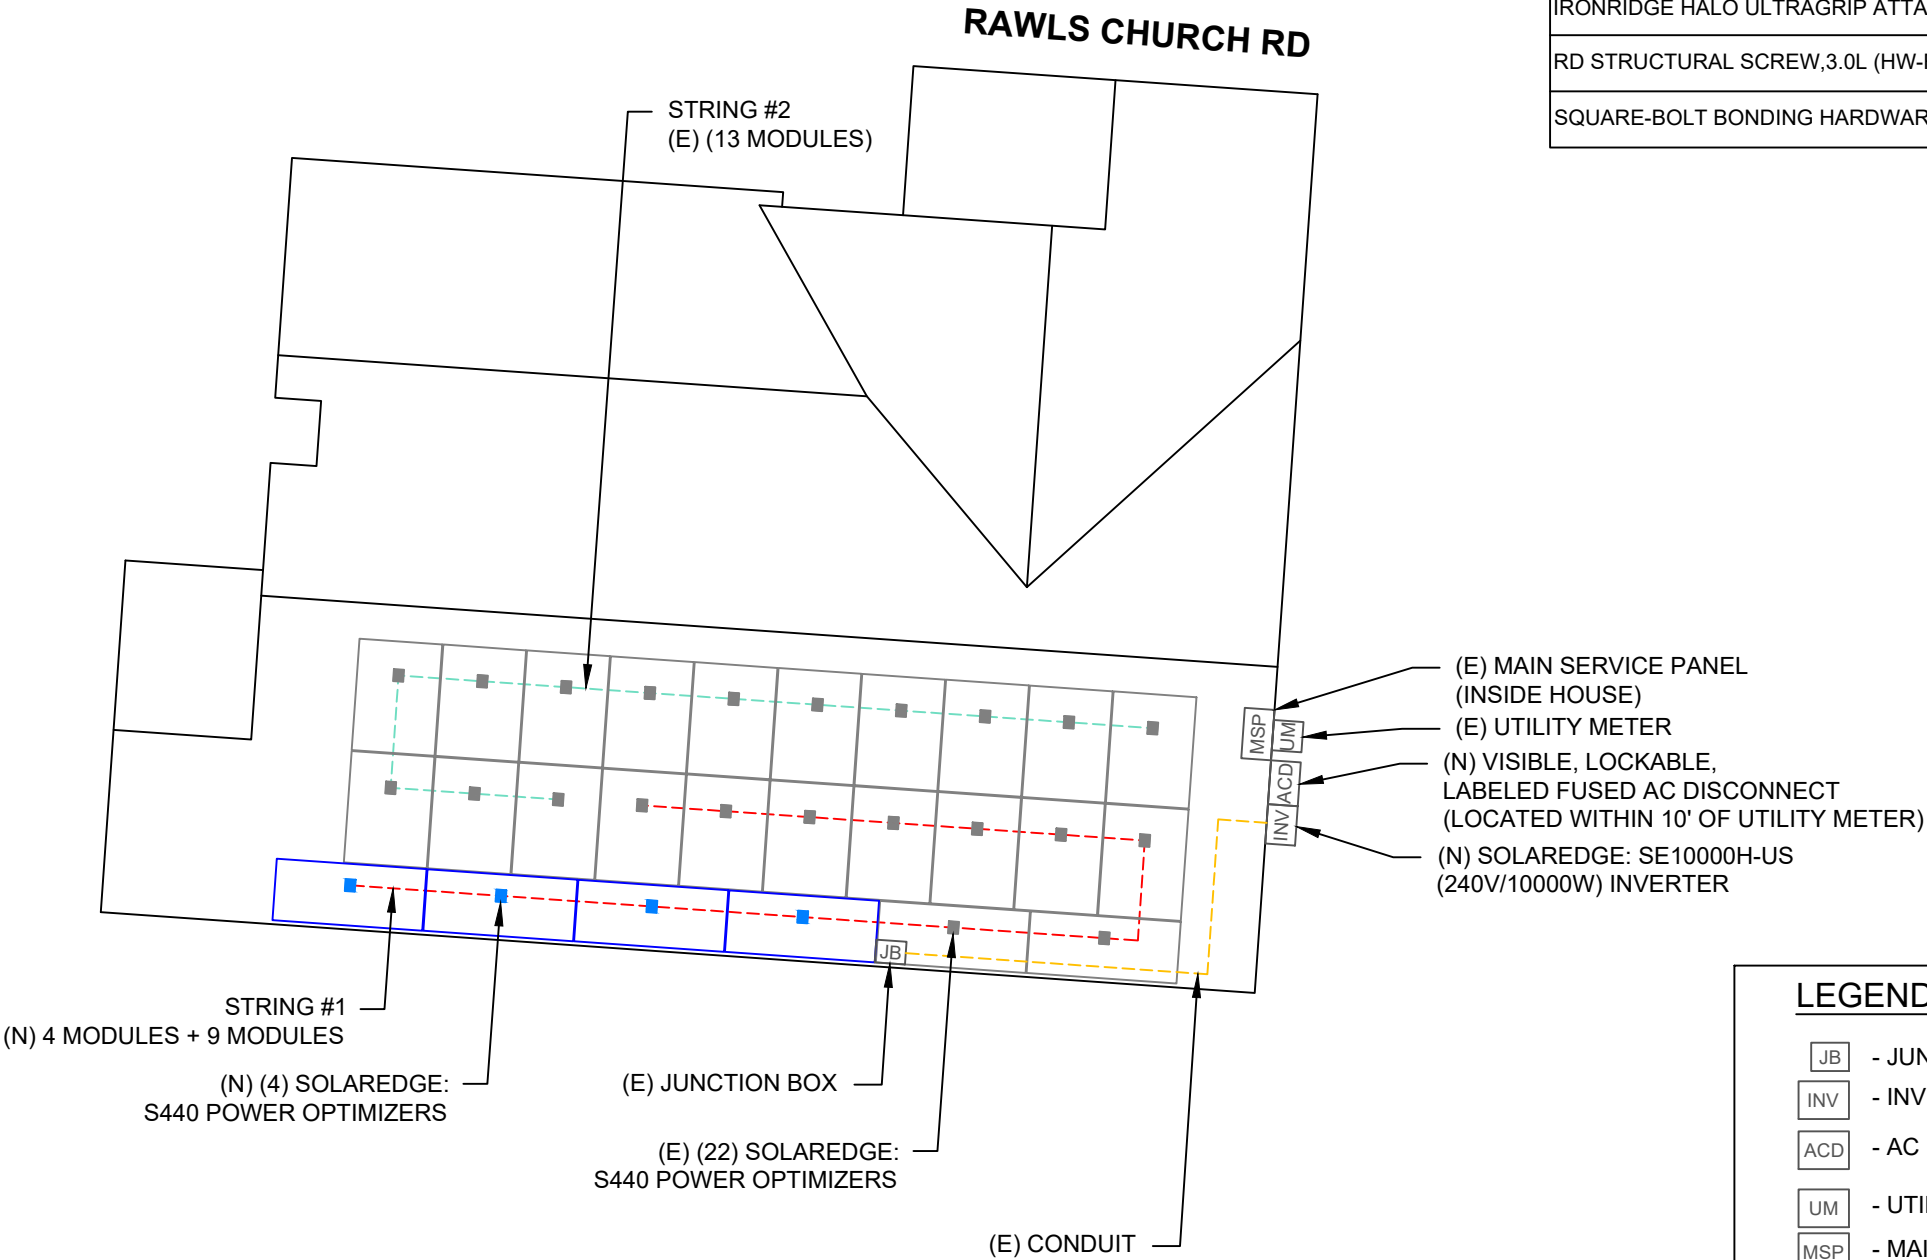 RAWLS CHURCH RD
IRONRIDGE HALO ULTRAGRIP
RD STRUCTURAL SCREW,3.0L
SQUARE-BOLT BONDING
STRING #2
(E) (13 MODULES)
(E) MAIN SERVICE PANEL
(INSIDE HOUSE)
(E) UTILITY METER
(N) VISIBLE, LOCKABLE,
LABELED FUSED AC DISCONNECT
(LOCATED WITHIN 10' OF UTILITY METER)
(N) SOLAREDGE: SE10000H-US
(240V/10000W) INVERTER
MSP
UM
ACD
INV
JB
STRING #1
(N) 4 MODULES + 9 MODULES
(N) (4) SOLAREDGE:
S440 POWER OPTIMIZERS
(E) JUNCTION BOX
(E) (22) SOLAREDGE:
S440 POWER OPTIMIZERS
(E) CONDUIT
LEGEND
JB -
INV -
ACD - AC
UM -
MSP -